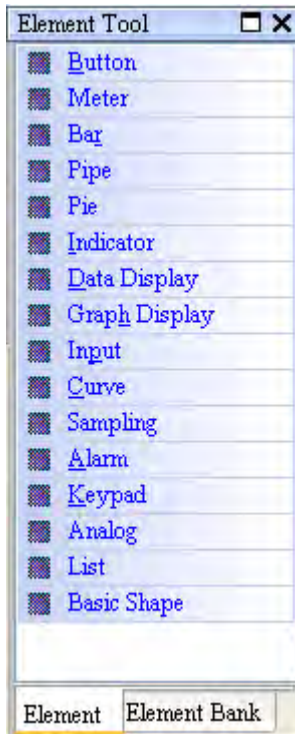 Element Tool
Button
Meter
Bar
Pipe
Pie
Indicator
Data Display
Graph Display
Input
Curve
Sampling
Alarm
Keypad
Analog
List
Basic Shape
Element Element Bank